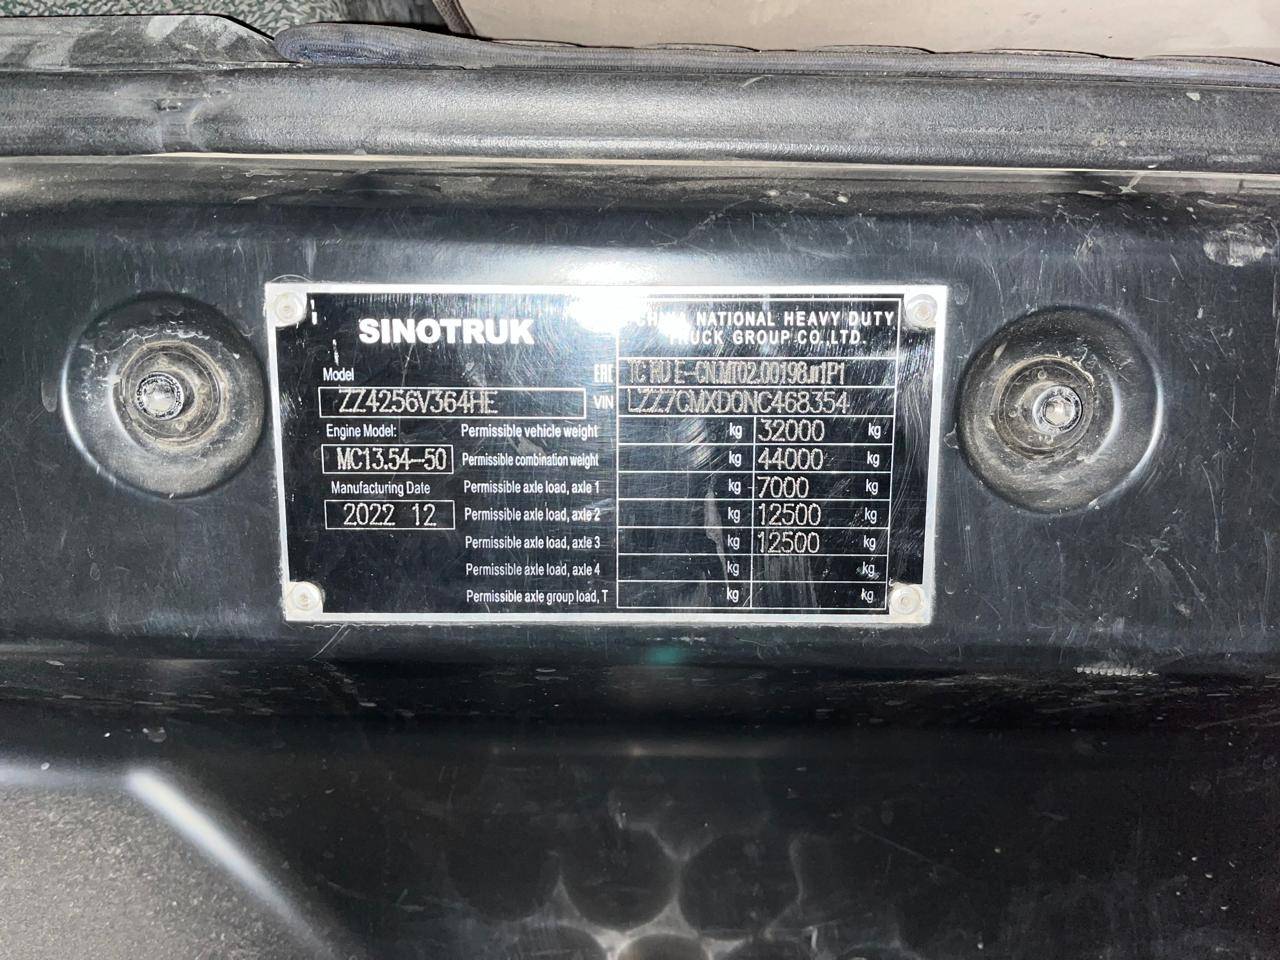 SINOTRUK
CHINA NATIONAL HEAVY DUTY
TRUCK GROUP CO.,LTD.
Model EAC TC RU E-CN.MT02.00198.И1P1
ZZ4256V364HE VIN LZZ7CMXD0NC468354
Engine Model: Permissible vehicle weight kg 32000 kg
MC13.54-50 Permissible combination weight kg 44000 kg
Manufacturing Date Permissible axle load, axle 1 kg 7000 kg
2022 12 Permissible axle load, axle 2 kg 12500 kg
Permissible axle load, axle 3 kg 12500 kg
Permissible axle load, axle 4 kg kg
Permissible axle group load, T kg kg